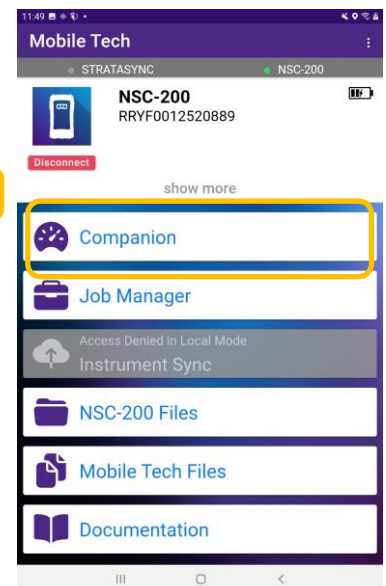 11:49
Mobile Tech
STRATASYNC NSC-200
NSC-200
RRYF0012520889
Disconnect
show more
Companion
Job Manager
Access Denied in Local Mode
Instrument Sync
NSC-200 Files
Mobile Tech Files
Documentation